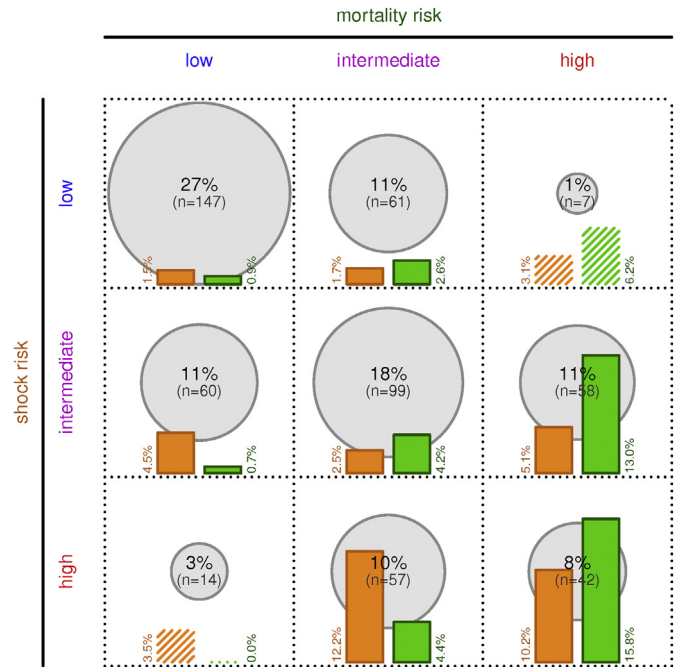 mortality risk
low intermediate high
shock risk
low
27%
(n=147)
1.5%
0.9%
11%
(n=61)
1.7%
2.6%
1%
(n=7)
3.1%
6.2%
intermediate
11%
(n=60)
4.5%
0.7%
18%
(n=99)
2.5%
4.2%
11%
(n=58)
5.1%
13.0%
high
3%
(n=14)
3.5%
0.0%
10%
(n=57)
12.2%
4.4%
8%
(n=42)
10.2%
15.8%